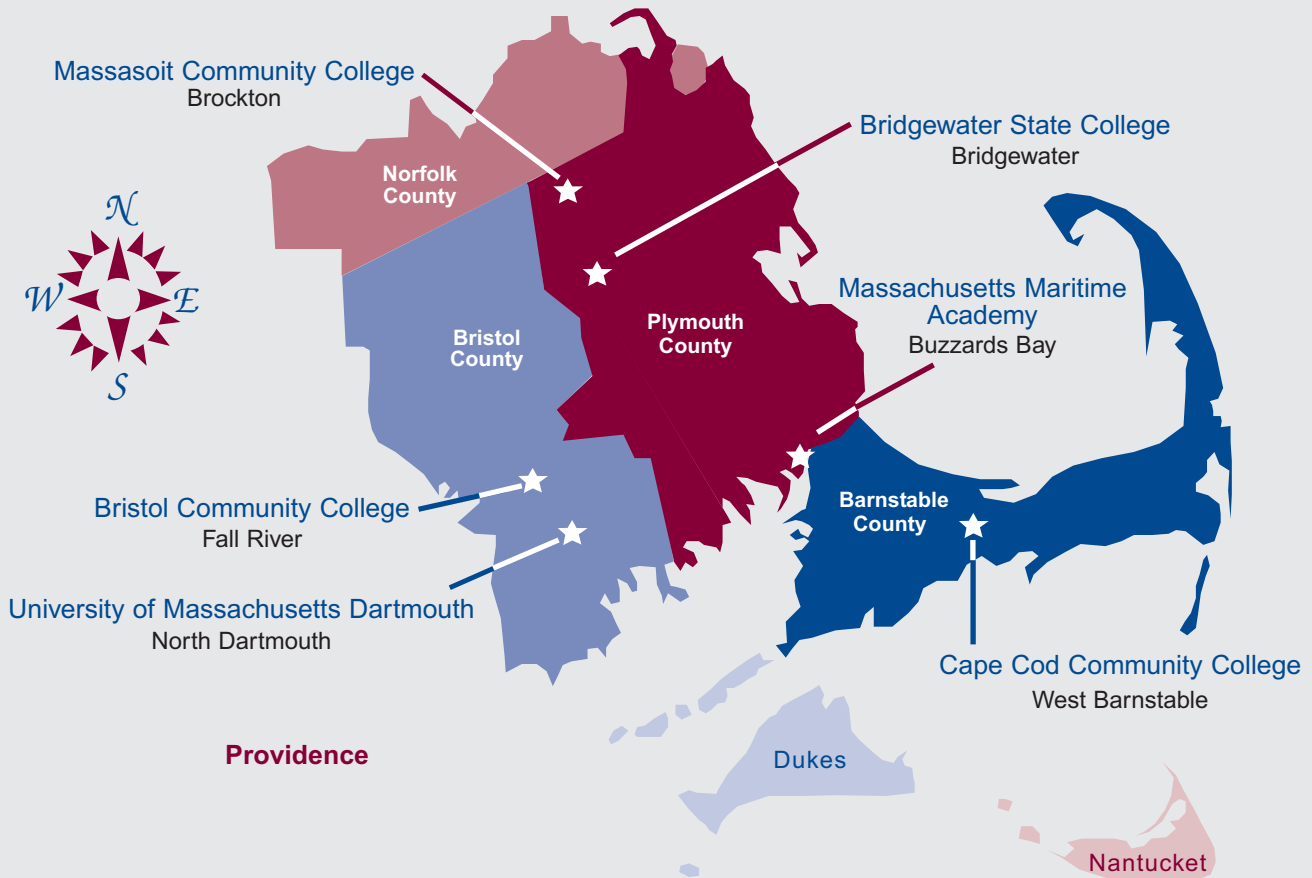 Massasoit Community College
Brockton
Bridgewater State College
Bridgewater
Norfolk
County
N
W
E
S
Massachusetts Maritime
Academy
Buzzards Bay
Plymouth
County
Bristol
County
Bristol Community College
Fall River
Barnstable
County
University of Massachusetts Dartmouth
North Dartmouth
Cape Cod Community College
West Barnstable
Providence
Dukes
Nantucket